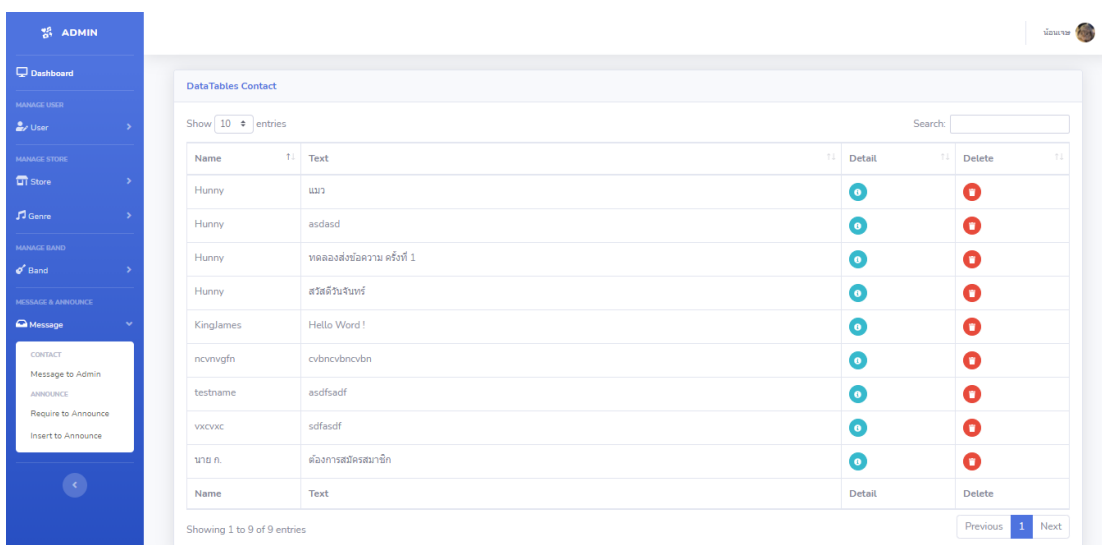 ADMIN
น้อนเจษ
Dashboard
MANAGE USER
User
MANAGE STORE
Store
Genre
MANAGE BAND
Band
MESSAGE & ANNOUNCE
Message
CONTACT
Message to Admin
ANNOUNCE
Require to Announce
Insert to Announce
DataTables Contact
Show 10 entries Search:
Name Text Detail Delete
Hunny แมว
Hunny asdasd
Hunny ทดลองส่งข้อความ ครั้งที่ 1
Hunny สวัสดีวันจันทร์
KingJames Hello Word !
ncvnvgfn cvbncvbncvbn
testname asdfsadf
vxcvxc sdfasdf
นาย ก. ต้องการสมัครสมาชิก
Name Text Detail Delete
Showing 1 to 9 of 9 entries Previous 1 Next